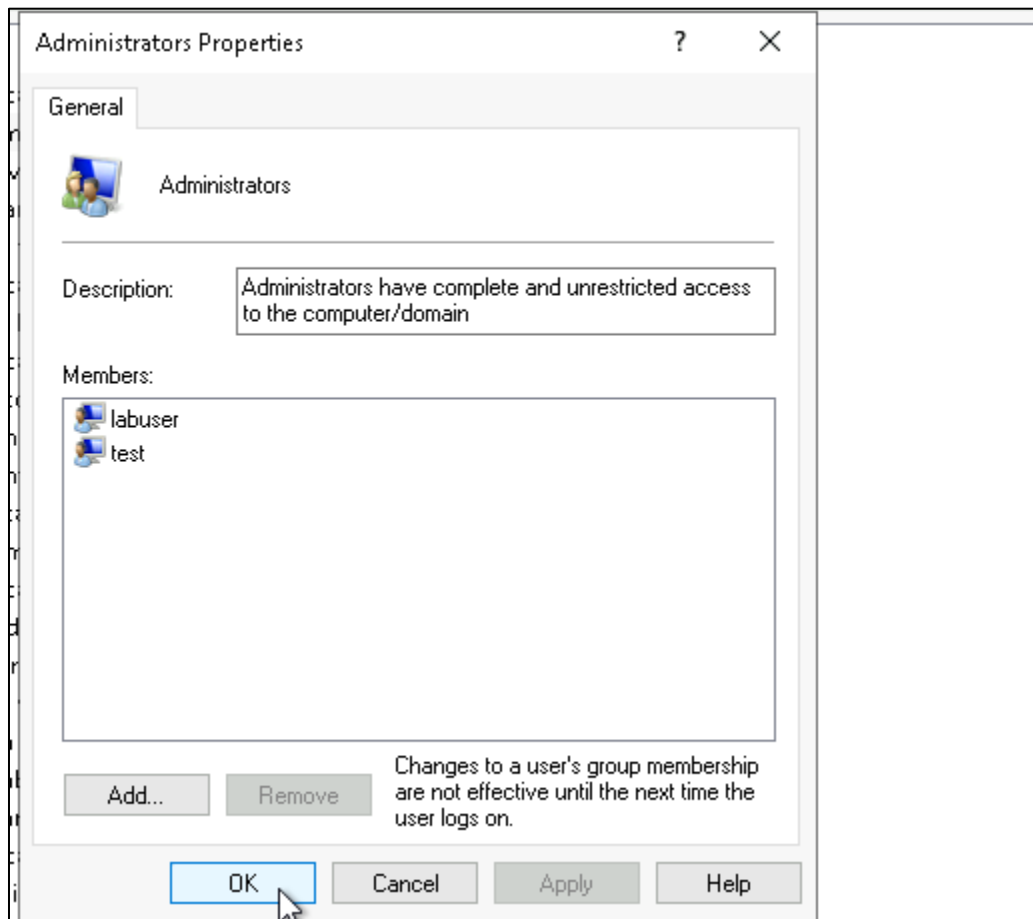 Administrators Properties
?
General
Administrators
Description:
Administrators have complete and unrestricted access
to the computer/domain
Members:
labuser
test
Add...
Remove
Changes to a user's group membership
are not effective until the next time the
user logs on.
OK
Cancel
Apply
Help